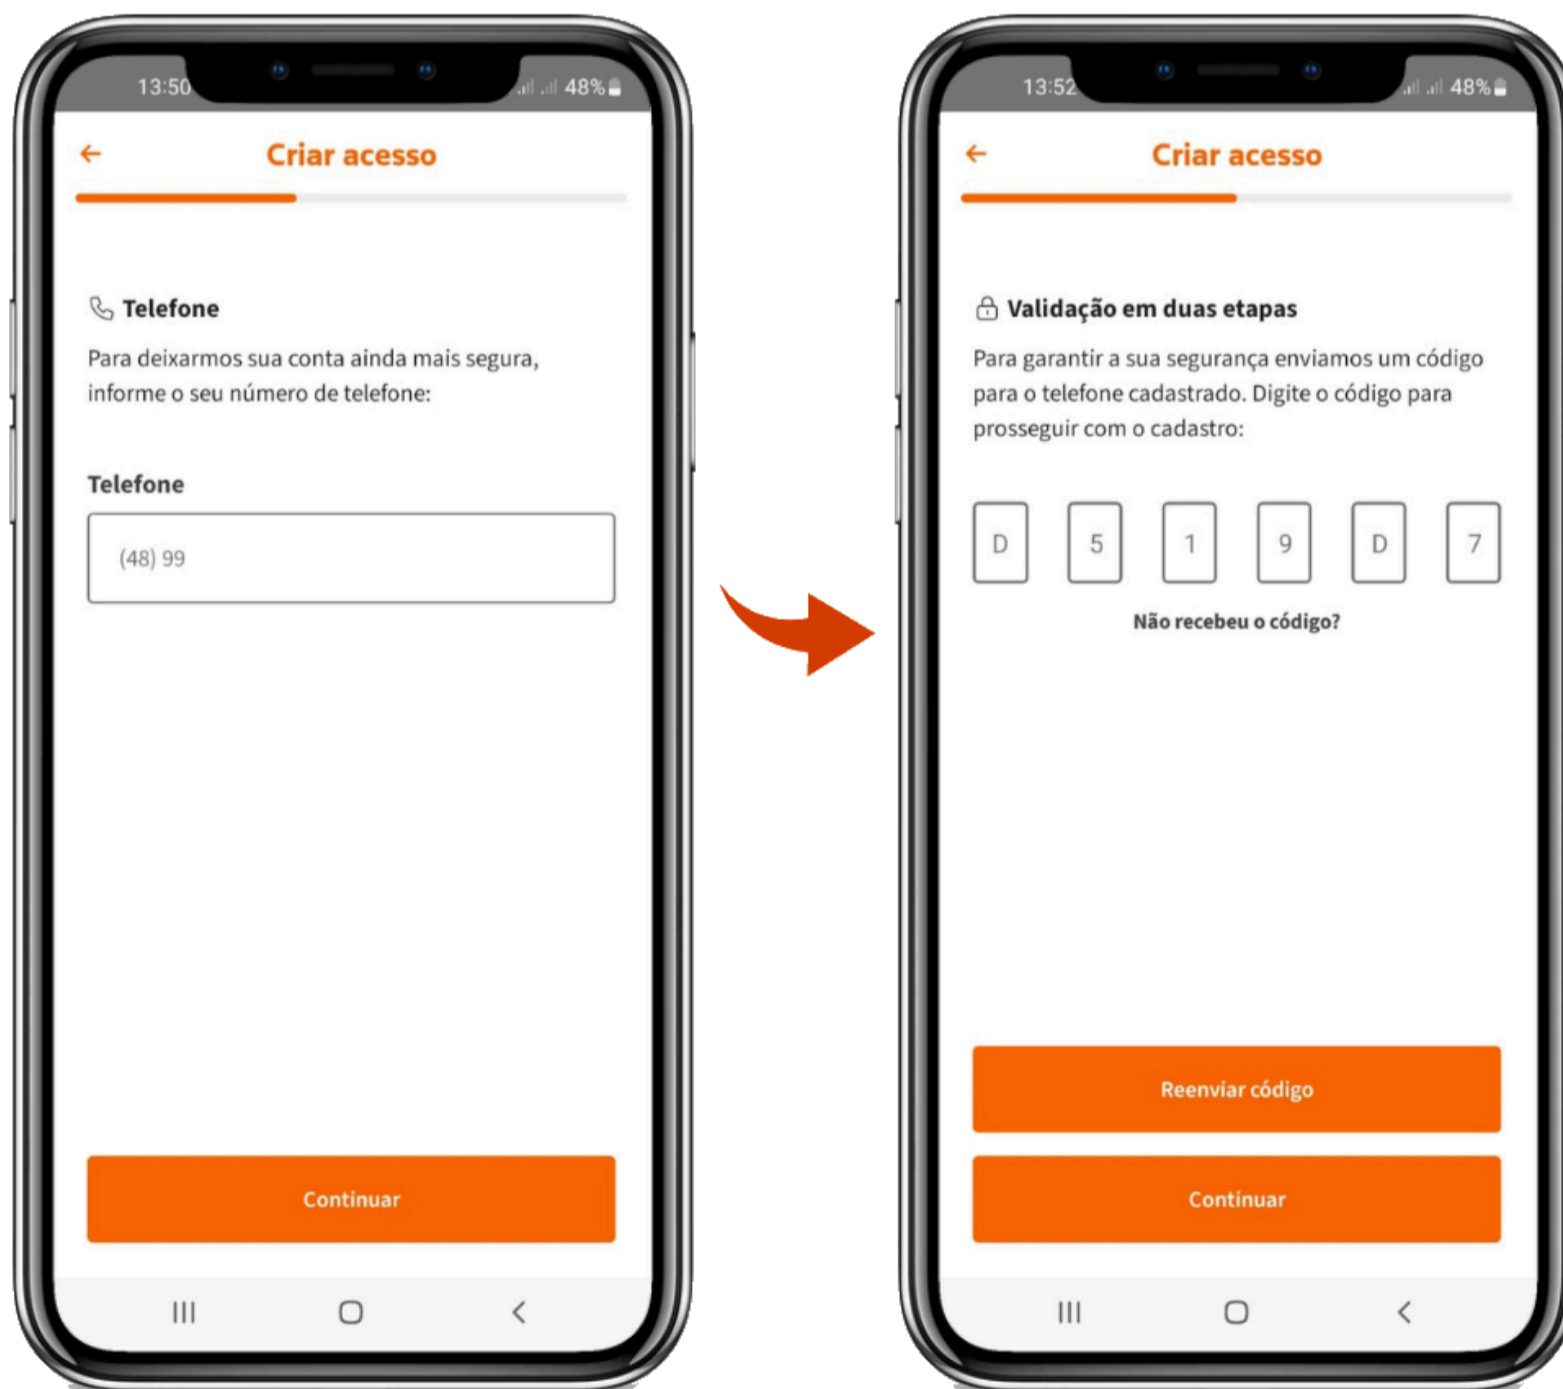 13:50
48%
Criar acesso
Telefone
Para deixarmos sua conta ainda mais segura,
informe o seu número de telefone:
Telefone
(48) 99
Continuar
13:52
48%
Criar acesso
Validação em duas etapas
Para garantir a sua segurança enviamos um código
para o telefone cadastrado. Digite o código para
prosseguir com o cadastro:
D 5 1 9 D 7
Não recebeu o código?
Reenviar código
Continuar